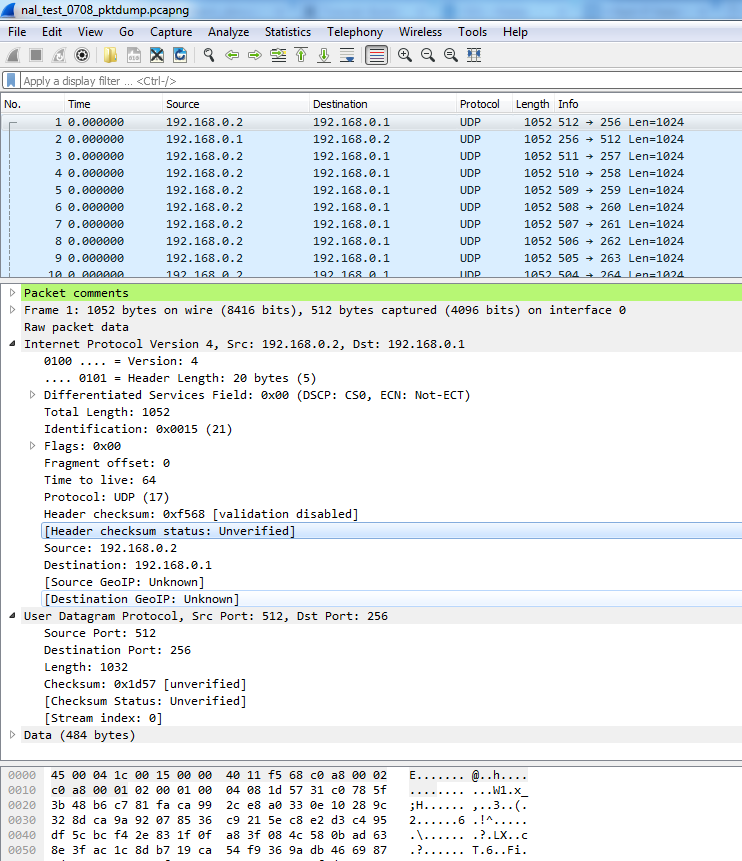 nal_test_0708_pktdump.pcapng
File Edit View Go Capture Analyze Statistics Telephony Wireless Tools Help
Apply a display filter ... <Ctrl-/>
No. Time Source Destination Protocol Length Info
1 0.000000 192.168.0.2 192.168.0.1 UDP 1052 512 → 256 Len=1024
2 0.000000 192.168.0.1 192.168.0.2 UDP 1052 256 → 512 Len=1024
3 0.000000 192.168.0.2 192.168.0.1 UDP 1052 511 → 257 Len=1024
4 0.000000 192.168.0.2 192.168.0.1 UDP 1052 510 → 258 Len=1024
5 0.000000 192.168.0.2 192.168.0.1 UDP 1052 509 → 259 Len=1024
6 0.000000 192.168.0.2 192.168.0.1 UDP 1052 508 → 260 Len=1024
7 0.000000 192.168.0.2 192.168.0.1 UDP 1052 507 → 261 Len=1024
8 0.000000 192.168.0.2 192.168.0.1 UDP 1052 506 → 262 Len=1024
9 0.000000 192.168.0.2 192.168.0.1 UDP 1052 505 → 263 Len=1024
10 0.000000 192.168.0.2 192.168.0.1 UDP 1052 504 → 264 Len=1024
Packet comments
Frame 1: 1052 bytes on wire (8416 bits), 512 bytes captured (4096 bits) on interface 0
Raw packet data
Internet Protocol Version 4, Src: 192.168.0.2, Dst: 192.168.0.1
0100 .... = Version: 4
.... 0101 = Header Length: 20 bytes (5)
Differentiated Services Field: 0x00 (DSCP: CS0, ECN: Not-ECT)
Total Length: 1052
Identification: 0x0015 (21)
Flags: 0x00
Fragment offset: 0
Time to live: 64
Protocol: UDP (17)
Header checksum: 0xf568 [validation disabled]
[Header checksum status: Unverified]
Source: 192.168.0.2
Destination: 192.168.0.1
[Source GeoIP: Unknown]
[Destination GeoIP: Unknown]
User Datagram Protocol, Src Port: 512, Dst Port: 256
Source Port: 512
Destination Port: 256
Length: 1032
Checksum: 0x1d57 [unverified]
[Checksum Status: Unverified]
[Stream index: 0]
Data (484 bytes)
0000 45 00 04 1c 00 15 00 00 40 11 f5 68 c0 a8 00 02 E....... @..h....
0010 c0 a8 00 01 02 00 01 00 04 08 1d 57 31 c0 78 5f ........ ...W1.x_
0020 3b 48 b6 c7 81 fa ca 99 2c e8 a0 33 0e 10 28 9c ;H...... ,..3..(.
0030 32 8d ca 9a 92 07 85 36 c9 21 5e c8 e2 d3 c4 95 2......6 .!^.....
0040 df 5c bc f4 2e 83 1f 0f a8 3f 08 4c 58 0b ad 63 .\...... .?.LX..c
0050 8e 3f ac 1c 8d b7 19 ca 54 f9 36 9a db 46 69 87 .?...... T.6..Fi.